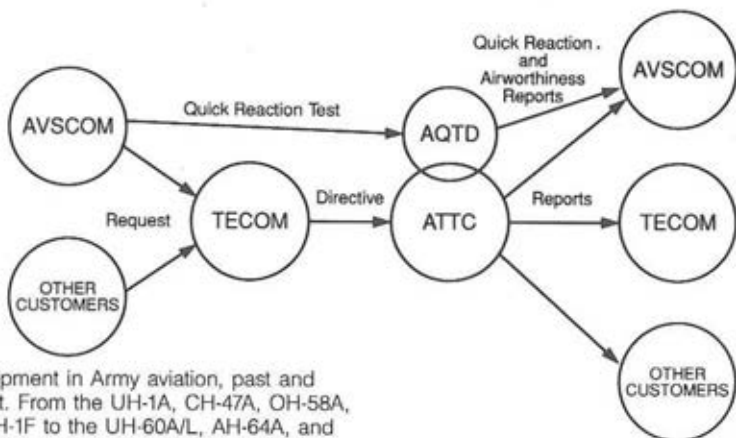 Quick Reaction.
and
Airworthiness
Reports
AVSCOM
AVSCOM
Quick Reaction Test
AQTD
Request
TECOM
Directive
ATTC
Reports
TECOM
OTHER
CUSTOMERS
OTHER
CUSTOMERS
pment in Army aviation, past and
t. From the UH-1A, CH-47A, OH-58A,
H-1F to the UH-60A/L, AH-64A, and